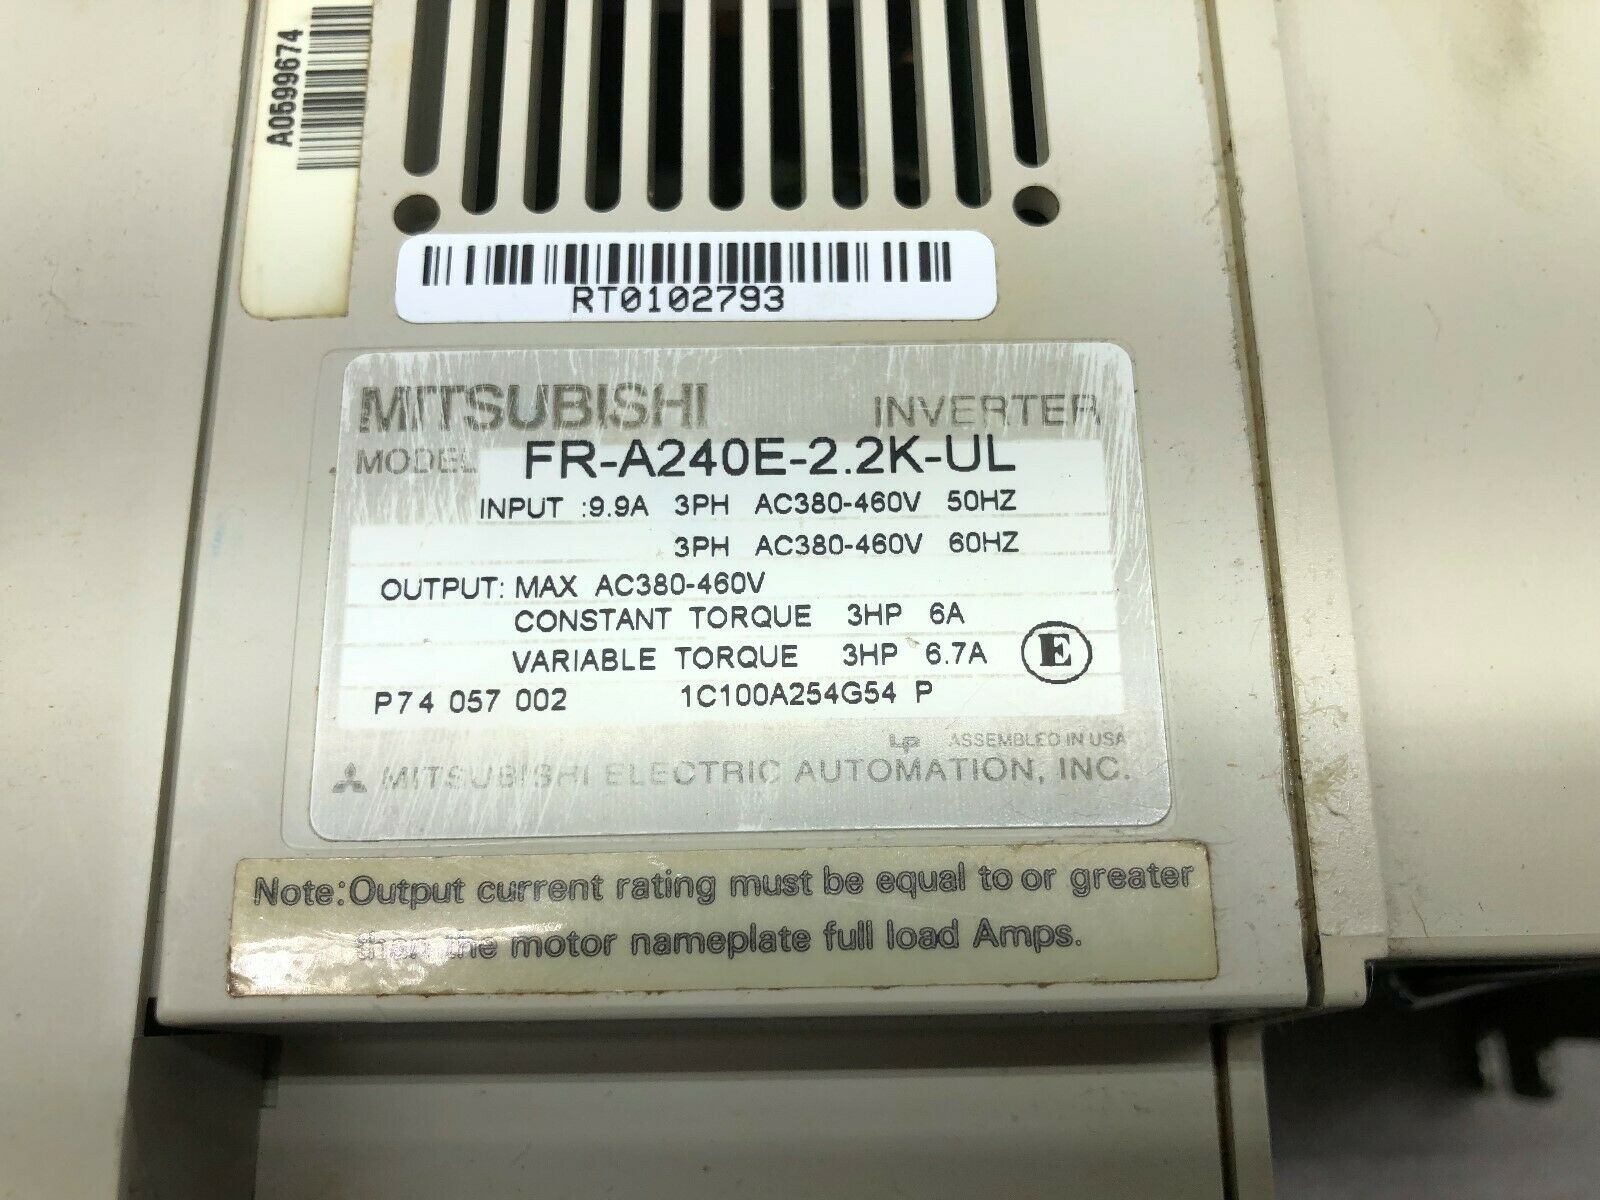 A0599674
RT0102793
MITSUBISHI INVERTER
MODEL FR-A240E-2.2K-UL
INPUT :9.9A 3PH AC380-460V 50HZ
3PH AC380-460V 60HZ
OUTPUT: MAX AC380-460V
CONSTANT TORQUE 3HP 6A
VARIABLE TORQUE 3HP 6.7A E
P74 057 002 1C100A254G54 P
Lp ASSEMBLED IN USA
MITSUBISHI ELECTRIC AUTOMATION, INC.
Note:Output current rating must be equal to or greater
than the motor nameplate full load Amps.